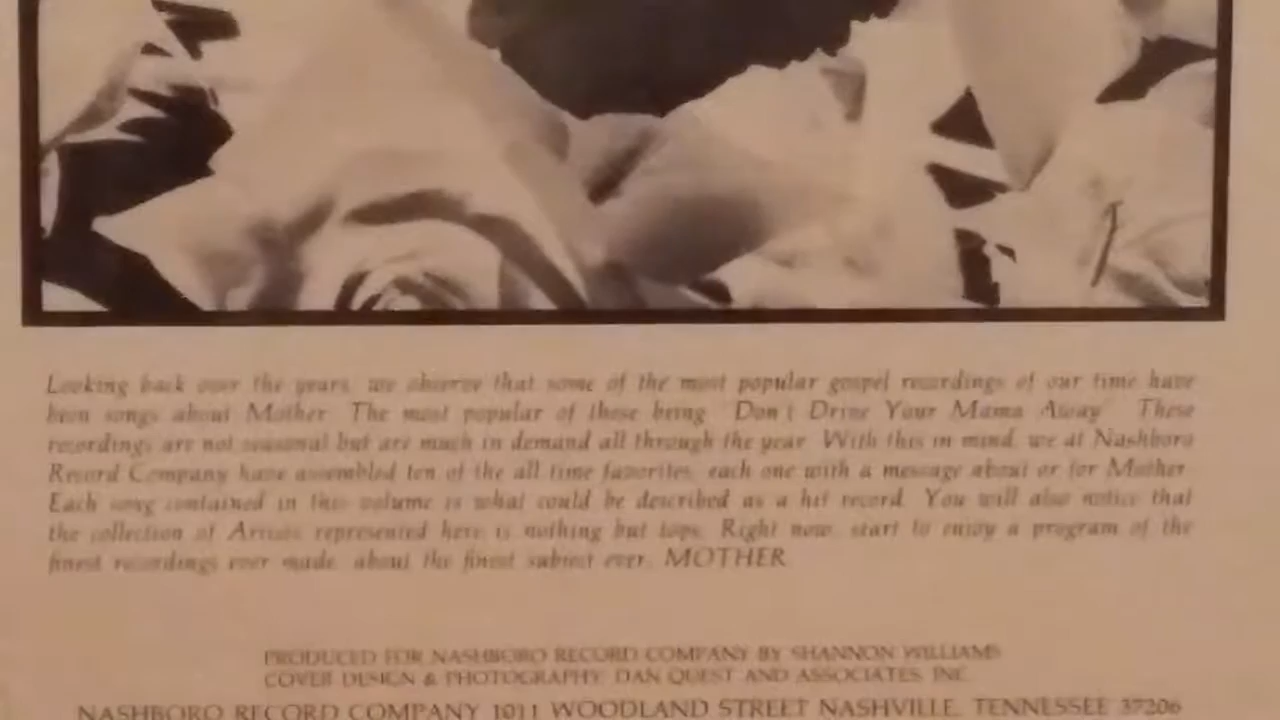 Looking back over the years, we observe that some of the most popular gospel recordings of our time have
been songs about Mother. The most popular of these being, "Don't Drive Your Mama Away". These
recordings are not seasonal but are much in demand all through the year. With this in mind, we at Nashboro
Record Company have assembled ten of the all time favorites, each one with a message about or for Mother.
Each song contained in this volume is what could be described as a hit record. You will also notice that
the collection of Artists represented here is nothing but tops. Right now, start to enjoy a program of the
finest recordings ever made, about the finest subject ever, MOTHER.
PRODUCED FOR NASHBORO RECORD COMPANY BY SHANNON WILLIAMS
COVER DESIGN & PHOTOGRAPHY: DAN QUEST AND ASSOCIATES, INC.
NASHBORO RECORD COMPANY 1011 WOODLAND STREET NASHVILLE, TENNESSEE 37206